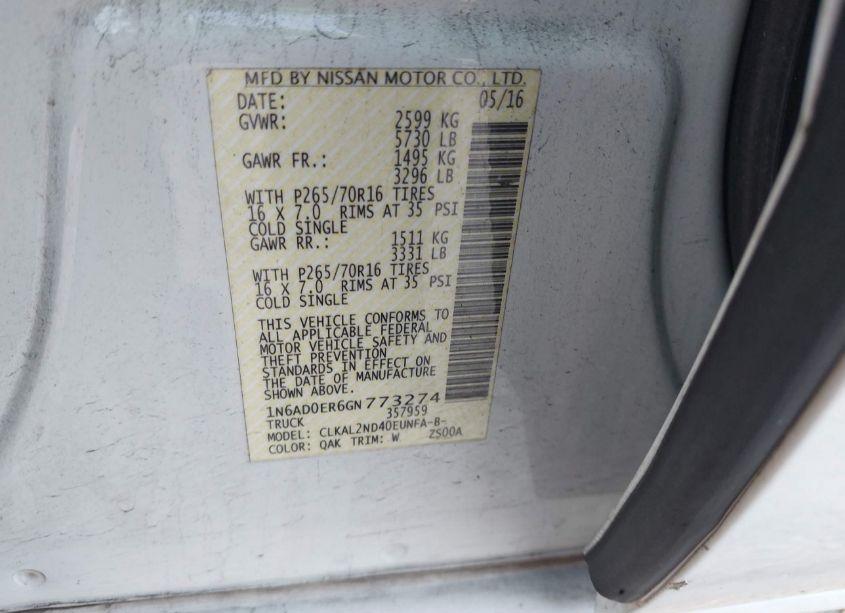 MFD BY NISSAN MOTOR CO., LTD.
DATE: 05/16
GVWR: 2599 KG
5730 LB
GAWR FR.: 1495 KG
3296 LB
WITH P265/70R16 TIRES
16 X 7.0 RIMS AT 35 PSI
COLD SINGLE
GAWR RR.: 1511 KG
3331 LB
WITH P265/70R16 TIRES
16 X 7.0 RIMS AT 35 PSI
COLD SINGLE
THIS VEHICLE CONFORMS TO
ALL APPLICABLE FEDERAL
MOTOR VEHICLE SAFETY AND
THEFT PREVENTION
STANDARDS IN EFFECT ON
THE DATE OF MANUFACTURE
SHOWN ABOVE.
1N6AD0ER6GN773274
TRUCK 357959
MODEL: CLKAL2ND40EUNFA-B-
COLOR: QAK TRIM: W ZS00A